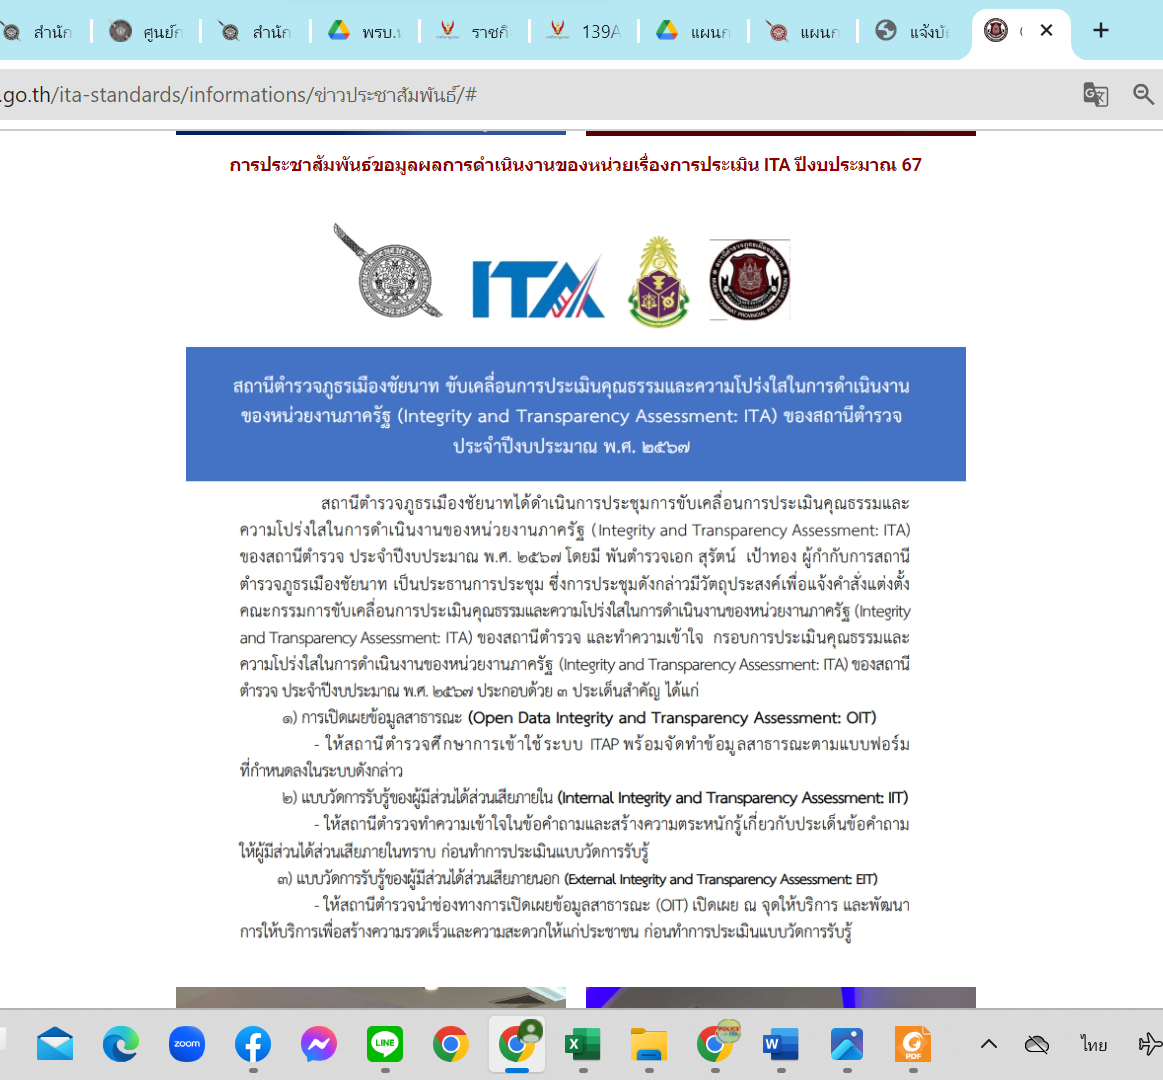 สำนัก
ศูนย์ก
สำนัก
พรบ.
ราชกิ
139A
แผนก
แผนก
แจ้งบั
.go.th/ita-standards/informations/ข่าวประชาสัมพันธ์/#
การประชาสัมพันธ์ขอมูลผลการดำเนินงานของหน่วยเรื่องการประเมิน ITA ปีงบประมาณ 67
ITA
สถานีตำรวจภูธรเมืองชัยนาท ขับเคลื่อนการประเมินคุณธรรมและความโปร่งใสในการดำเนินงาน
ของหน่วยงานภาครัฐ (Integrity and Transparency Assessment: ITA) ของสถานีตำรวจ
ประจำปีงบประมาณ พ.ศ. ๒๕๖๗
สถานีตำรวจภูธรเมืองชัยนาทได้ดำเนินการประชุมการขับเคลื่อนการประเมินคุณธรรมและ
ความโปร่งใสในการดำเนินงานของหน่วยงานภาครัฐ (Integrity and Transparency Assessment: ITA)
ของสถานีตำรวจ ประจำปีงบประมาณ พ.ศ. ๒๕๖๗ โดยมี พันตำรวจเอก สุรัตน์ เป้าทอง ผู้กำกับการสถานี
ตำรวจภูธรเมืองชัยนาท เป็นประธานการประชุม ซึ่งการประชุมดังกล่าวมีวัตถุประสงค์เพื่อแจ้งคำสั่งแต่งตั้ง
คณะกรรมการขับเคลื่อนการประเมินคุณธรรมและความโปร่งใสในการดำเนินงานของหน่วยงานภาครัฐ (Integrity
and Transparency Assessment: ITA) ของสถานีตำรวจ และทำความเข้าใจ กรอบการประเมินคุณธรรมและ
ความโปร่งใสในการดำเนินงานของหน่วยงานภาครัฐ (Integrity and Transparency Assessment: ITA) ของสถานี
ตำรวจ ประจำปีงบประมาณ พ.ศ. ๒๕๖๗ ประกอบด้วย ๓ ประเด็นสำคัญ ได้แก่
๑) การเปิดเผยข้อมูลสาธารณะ (Open Data Integrity and Transparency Assessment: OIT)
- ให้สถานีตำรวจศึกษาการเข้าใช้ระบบ ITAP พร้อมจัดทำข้อมูลสาธารณะตามแบบฟอร์ม
ที่กำหนดลงในระบบดังกล่าว
๒) แบบวัดการรับรู้ของผู้มีส่วนได้ส่วนเสียภายใน (Internal Integrity and Transparency Assessment: IIT)
- ให้สถานีตำรวจทำความเข้าใจในข้อคำถามและสร้างความตระหนักรู้เกี่ยวกับประเด็นข้อคำถาม
ให้ผู้มีส่วนได้ส่วนเสียภายในทราบ ก่อนทำการประเมินแบบวัดการรับรู้
๓) แบบวัดการรับรู้ของผู้มีส่วนได้ส่วนเสียภายนอก (External Integrity and Transparency Assessment: EIT)
- ให้สถานีตำรวจนำช่องทางการเปิดเผยข้อมูลสาธารณะ (OIT) เปิดเผย ณ จุดให้บริการ และพัฒนา
การให้บริการเพื่อสร้างความรวดเร็วและความสะดวกให้แก่ประชาชน ก่อนทำการประเมินแบบวัดการรับรู้
zoom
LINE
X
POLICE
W
PDF
ไทย